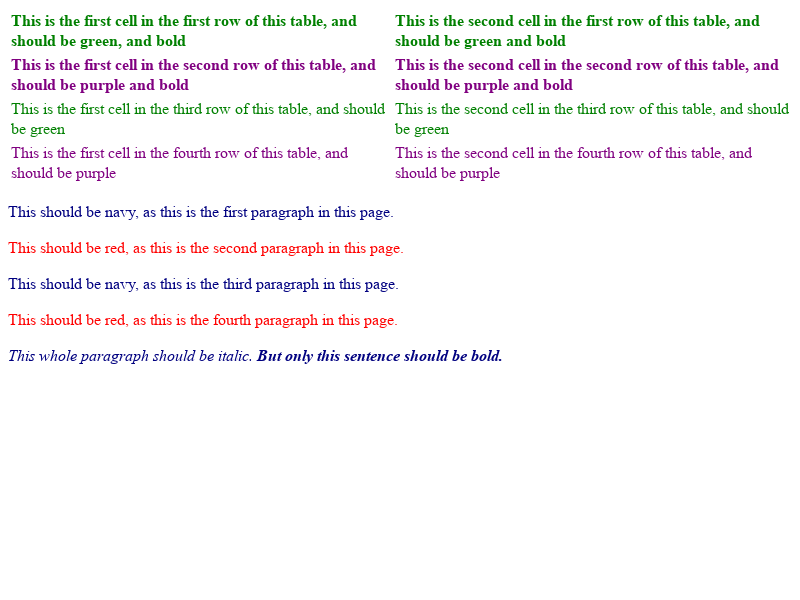 This is the first cell in the first row of this table, and
should be green, and bold
This is the second cell in the first row of this table, and
should be green and bold
This is the first cell in the second row of this table, and
should be purple and bold
This is the second cell in the second row of this table, and
should be purple and bold
This is the first cell in the third row of this table, and should
be green
This is the second cell in the third row of this table, and should
be green
This is the first cell in the fourth row of this table, and
should be purple
This is the second cell in the fourth row of this table, and
should be purple
This should be navy, as this is the first paragraph in this page.
This should be red, as this is the second paragraph in this page.
This should be navy, as this is the third paragraph in this page.
This should be red, as this is the fourth paragraph in this page.
This whole paragraph should be italic. But only this sentence should be bold.